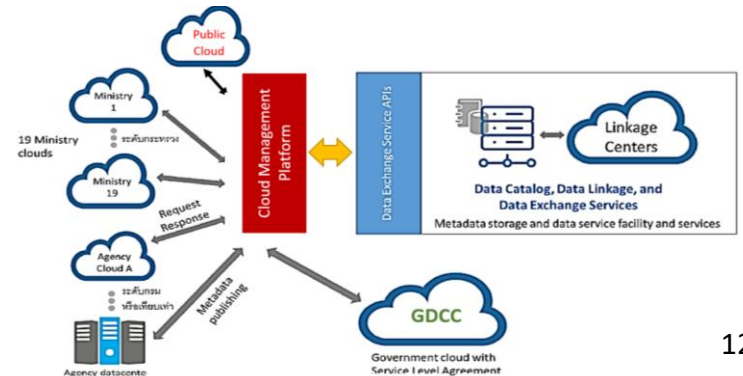 Public
Cloud
Ministry
1
19 Ministry
clouds
ระดับกระทรวง
Ministry
19
Request
Response
Agency
Cloud A
ระดับกรม
หรือเทียบเท่า
Metadata
publishing
Agency datacente
Cloud Management
Platform
Data Exchange Service APIs
Linkage
Centers
Data Catalog, Data Linkage, and
Data Exchange Services
Metadata storage and data service facility and services
GDCC
Government cloud with
Service Level Agreement
12